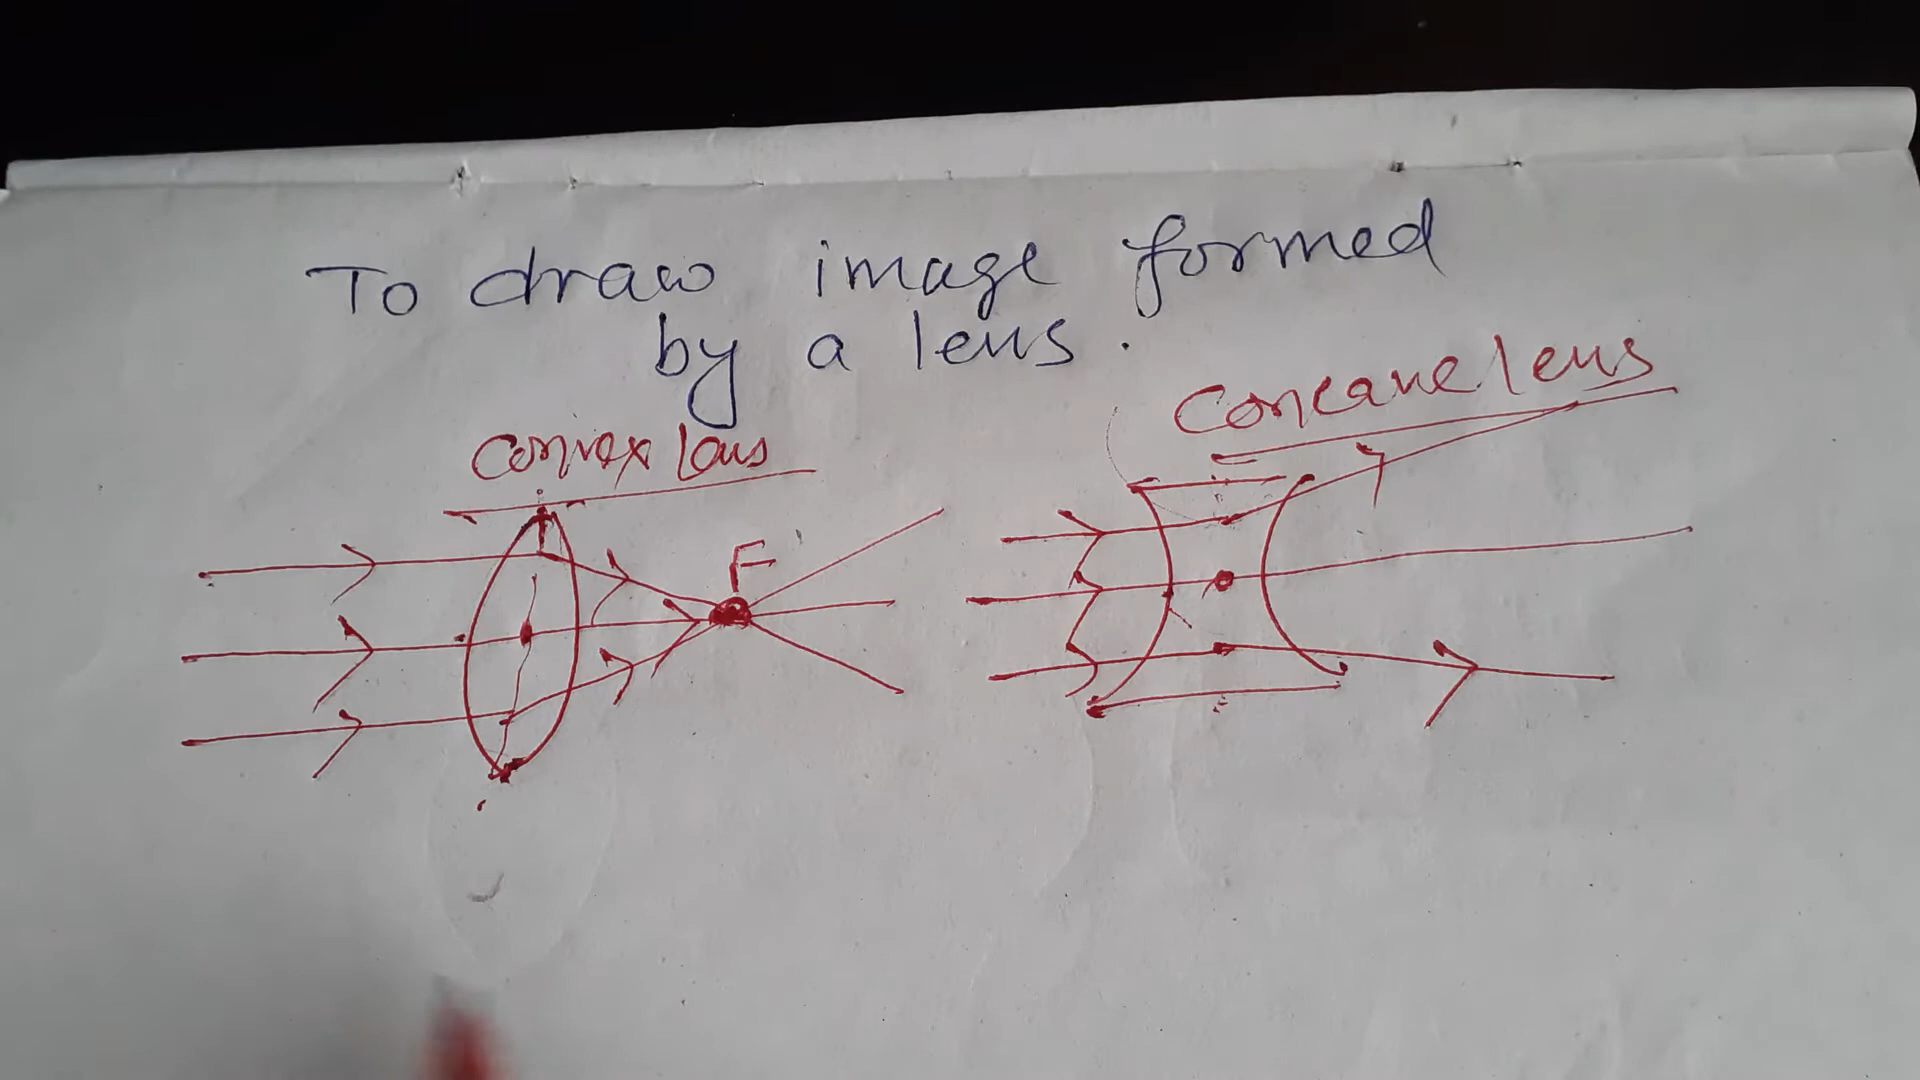 To draw image formed
by a lens.
Concave lens
Convex lens
F